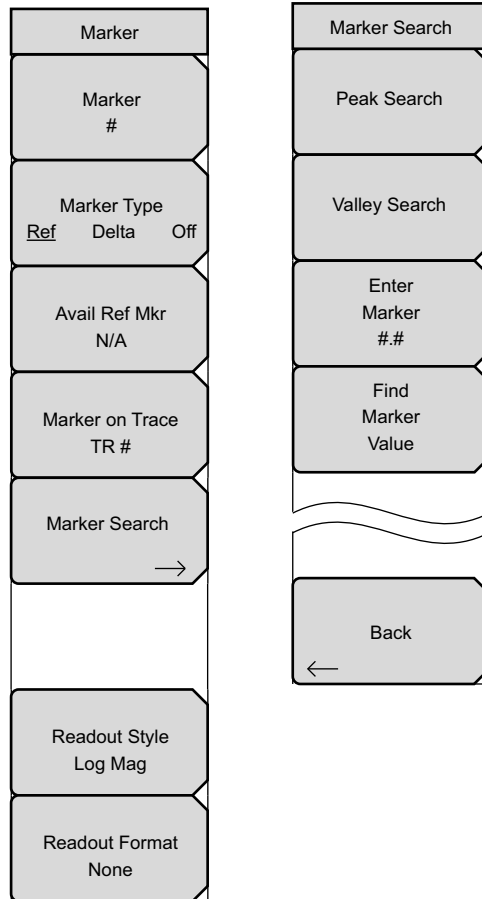 Marker
Marker
#
Marker Type
Ref Delta Off
Avail Ref Mkr
N/A
Marker on Trace
TR #
Marker Search
Readout Style
Log Mag
Readout Format
None
Marker Search
Peak Search
Valley Search
Enter
Marker
#.#
Find
Marker
Value
Back